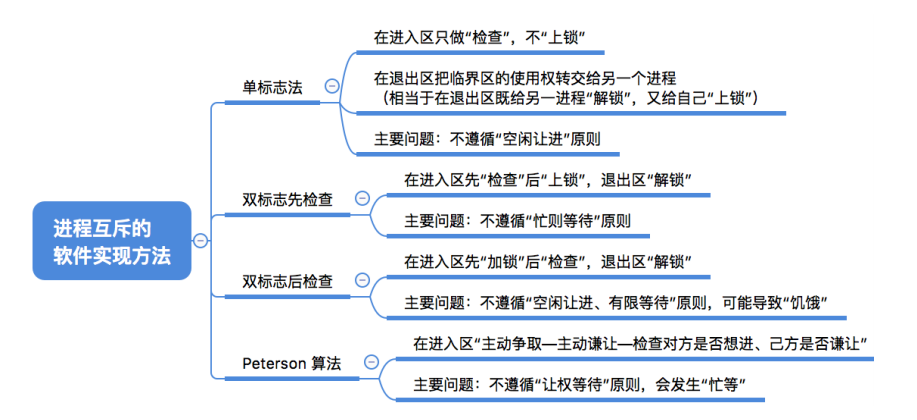 在进入区只做“检查”，不“上锁”
单标志法
在退出区把临界区的使用权转交给另一个进程
（相当于在退出区既给另一进程“解锁”，又给自己“上锁”）
主要问题：不遵循“空闲让进”原则
在进入区先“检查”后“上锁”，退出区“解锁”
双标志先检查
主要问题：不遵循“忙则等待”原则
进程互斥的
软件实现方法
在进入区先“加锁”后“检查”，退出区“解锁”
双标志后检查
主要问题：不遵循“空闲让进、有限等待”原则，可能导致“饥饿”
在进入区“主动争取—主动谦让—检查对方是否想进、己方是否谦让”
Peterson 算法
主要问题：不遵循“让权等待”原则，会发生“忙等”